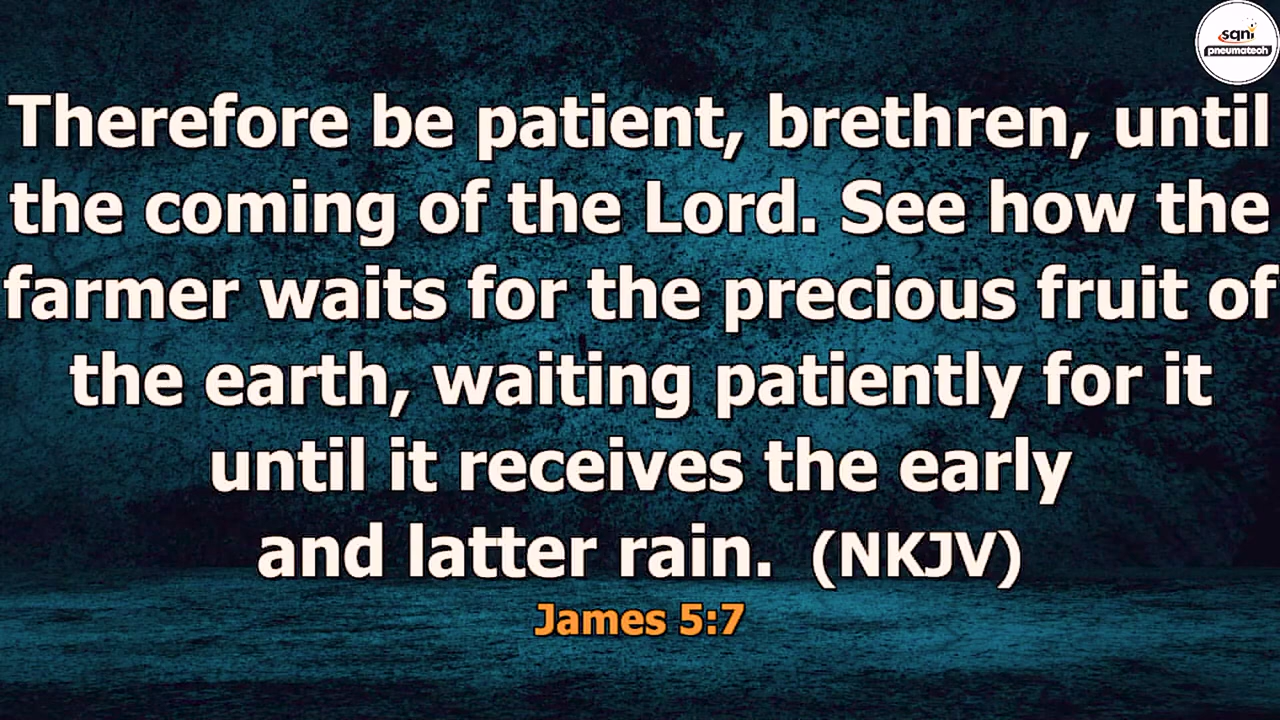 sqni
pneumatech
Therefore be patient, brethren, until
the coming of the Lord. See how the
farmer waits for the precious fruit of
the earth, waiting patiently for it
until it receives the early
and latter rain. (NKJV)
James 5:7